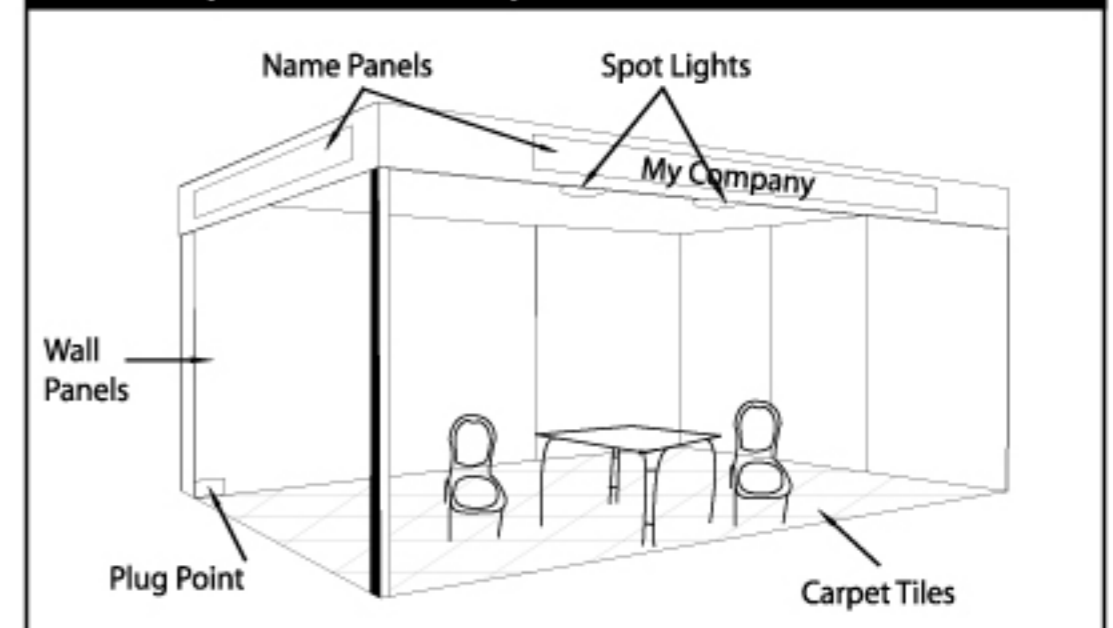 Name Panels
Spot Lights
My Company
Wall
Panels
Plug Point
Carpet Tiles